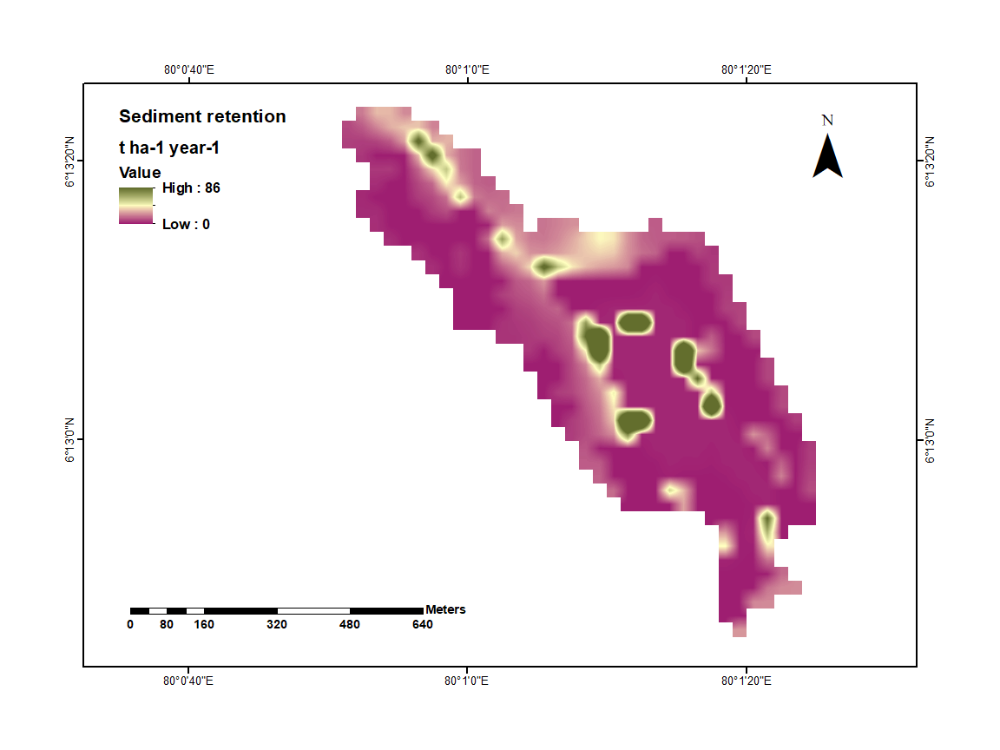 80°0'40"E 80°1'0"E 80°1'20"E
Sediment retention
t ha-1 year-1
Value
High : 86
Low : 0
N
6°13'20"N
6°13'20"N
6°13'0"N
6°13'0"N
Meters
0 80 160 320 480 640
80°0'40"E 80°1'0"E 80°1'20"E